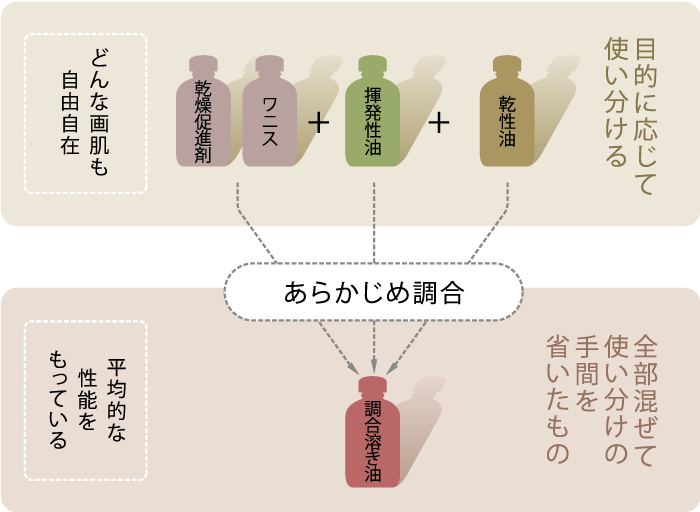 目的に応じて
使い分ける
乾性油
+
揮発性油
+
ワニス
乾燥促進剤
どんな画肌も
自由自在
あらかじめ調合
全部混ぜて
使い分けの
手間を
省いたもの
調合溶き油
平均的な
性能を
もっている